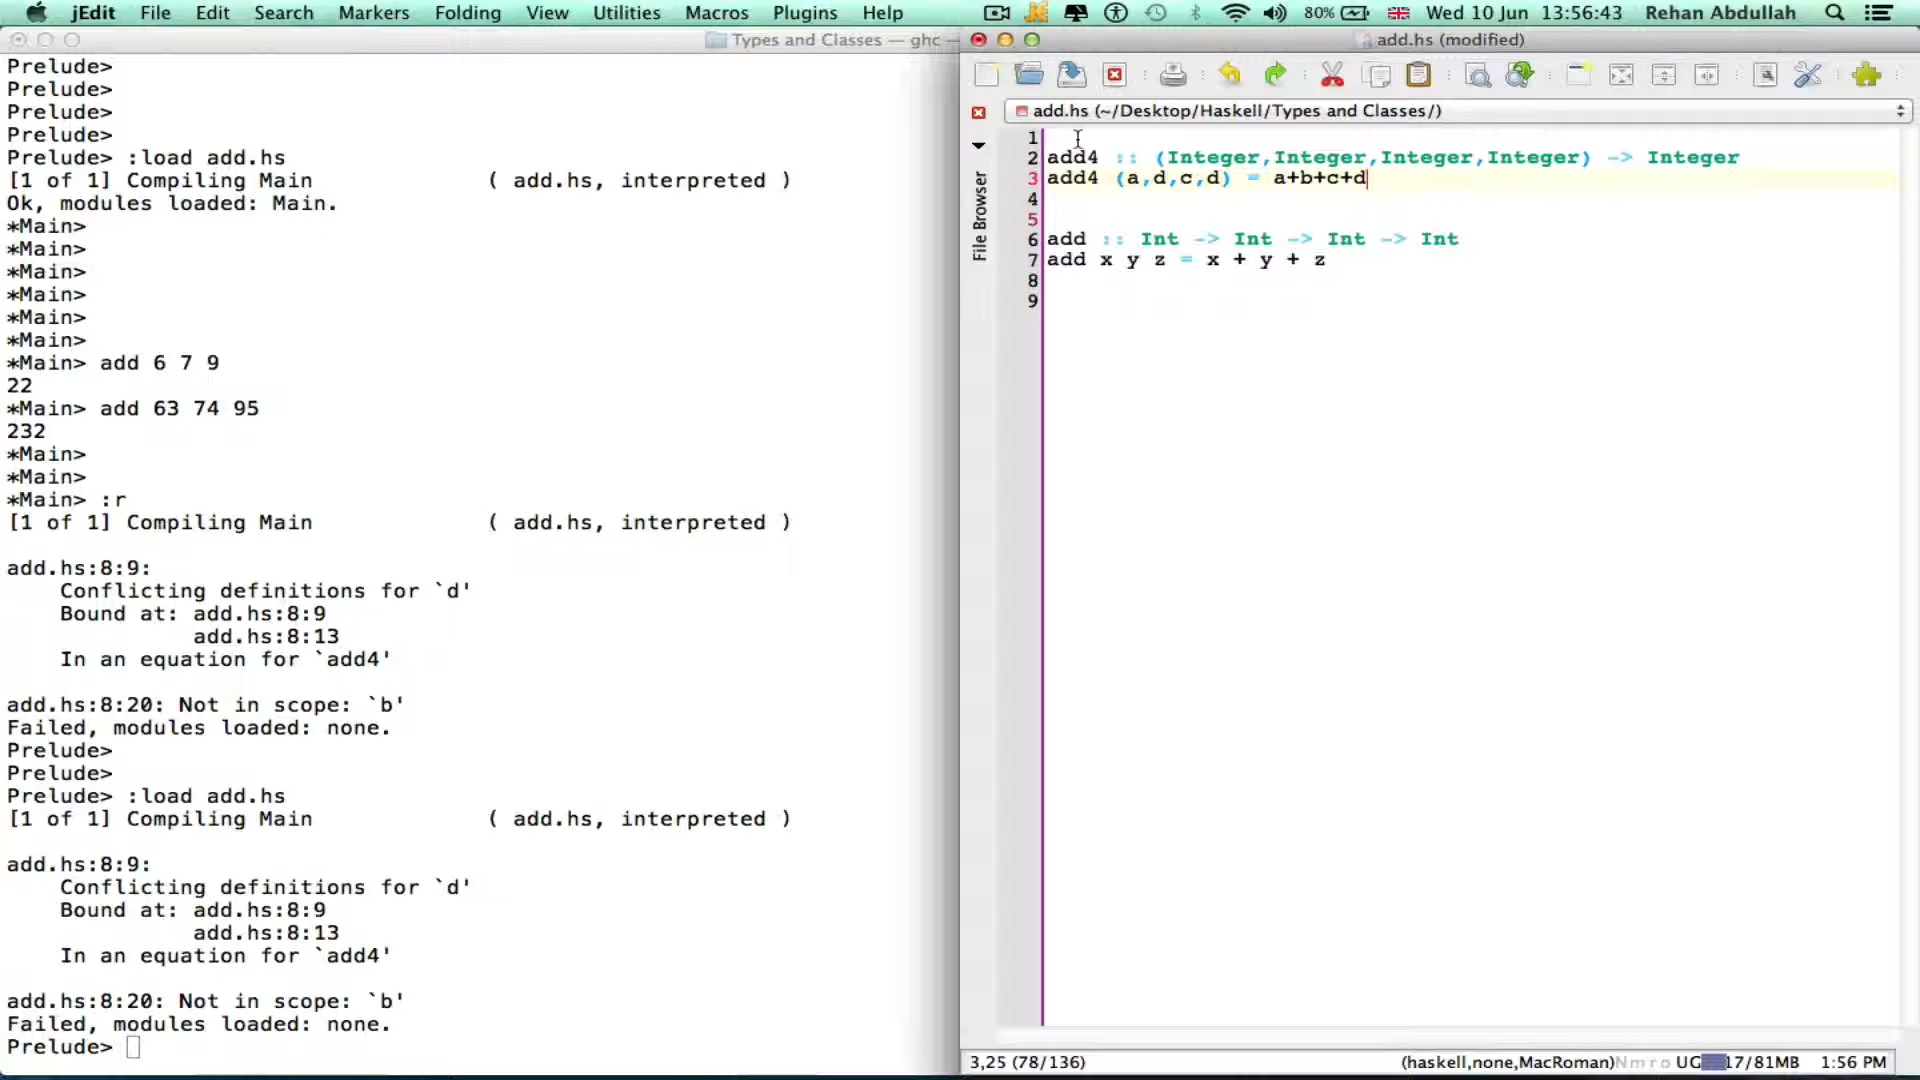 jEdit File Edit Search Markers Folding View Utilities Macros Plugins Help 80% Wed 10 Jun 13:56:43 Rehan Abdullah
Types and Classes — ghc —
Prelude>
Prelude>
Prelude>
Prelude>
Prelude> :load add.hs
[1 of 1] Compiling Main ( add.hs, interpreted )
Ok, modules loaded: Main.
*Main>
*Main>
*Main>
*Main>
*Main>
*Main>
*Main> add 6 7 9
22
*Main> add 63 74 95
232
*Main>
*Main>
*Main> :r
[1 of 1] Compiling Main ( add.hs, interpreted )
add.hs:8:9:
Conflicting definitions for `d'
Bound at: add.hs:8:9
add.hs:8:13
In an equation for `add4'
add.hs:8:20: Not in scope: `b'
Failed, modules loaded: none.
Prelude>
Prelude>
Prelude> :load add.hs
[1 of 1] Compiling Main ( add.hs, interpreted )
add.hs:8:9:
Conflicting definitions for `d'
Bound at: add.hs:8:9
add.hs:8:13
In an equation for `add4'
add.hs:8:20: Not in scope: `b'
Failed, modules loaded: none.
Prelude>
add.hs (modified)
add.hs (~/Desktop/Haskell/Types and Classes/)
File Browser
1
2 add4 :: (Integer,Integer,Integer,Integer) -> Integer
3 add4 (a,d,c,d) = a+b+c+d
4
5
6 add :: Int -> Int -> Int -> Int
7 add x y z = x + y + z
8
9
3,25 (78/136) (haskell,none,MacRoman)Nmro UG 17/81MB 1:56 PM